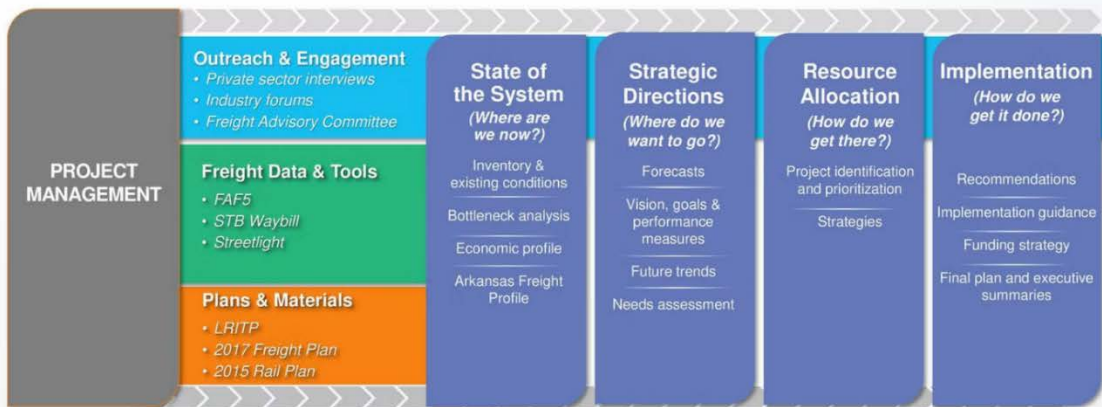 PROJECT
MANAGEMENT
Outreach & Engagement
• Private sector interviews
• Industry forums
• Freight Advisory Committee
Freight Data & Tools
• FAF5
• STB Waybill
• Streetlight
Plans & Materials
• LRITP
• 2017 Freight Plan
• 2015 Rail Plan
State of
the System
(Where are
we now?)
Inventory &
existing conditions
Bottleneck analysis
Economic profile
Arkansas Freight
Profile
Strategic
Directions
(Where do we
want to go?)
Forecasts
Vision, goals &
performance
measures
Future trends
Needs assessment
Resource
Allocation
(How do we
get there?)
Project identification
and prioritization
Strategies
Implementation
(How do we
get it done?)
Recommendations
Implementation guidance
Funding strategy
Final plan and executive
summaries